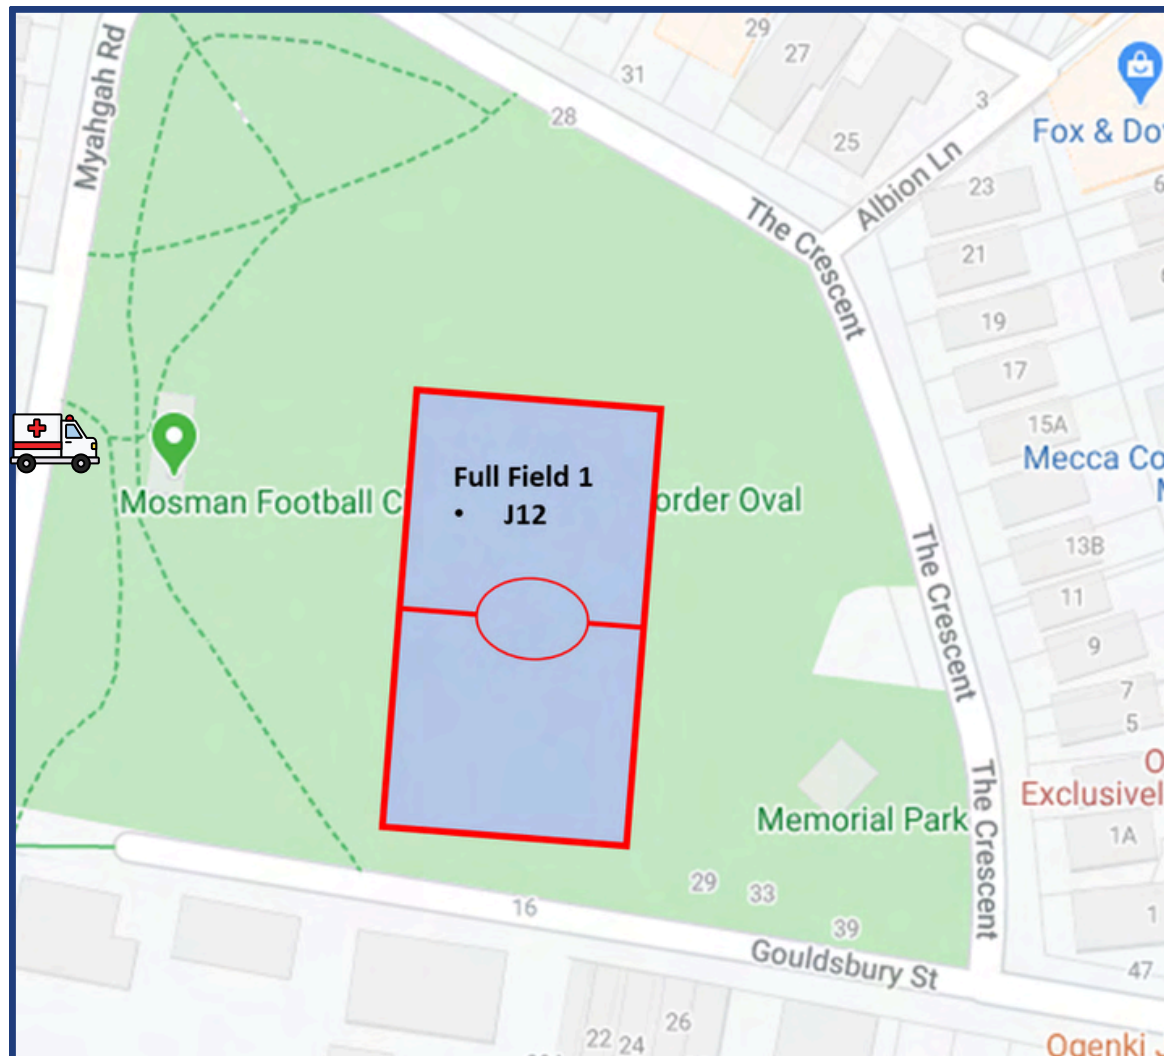 Myahgah Rd
29
27
31
28
25
3
Fox & Do
Albion Ln
The Crescent
23
21
19
17
15A
Mecca Co
M
Full Field 1
• J12
Mosman Football C
order Oval
The Crescent
13B
11
9
7
5
O
Exclusivel
The Crescent
Memorial Park
1A
29
33
39
16
1
Gouldsbury St
47
26
22
24
Ogenki